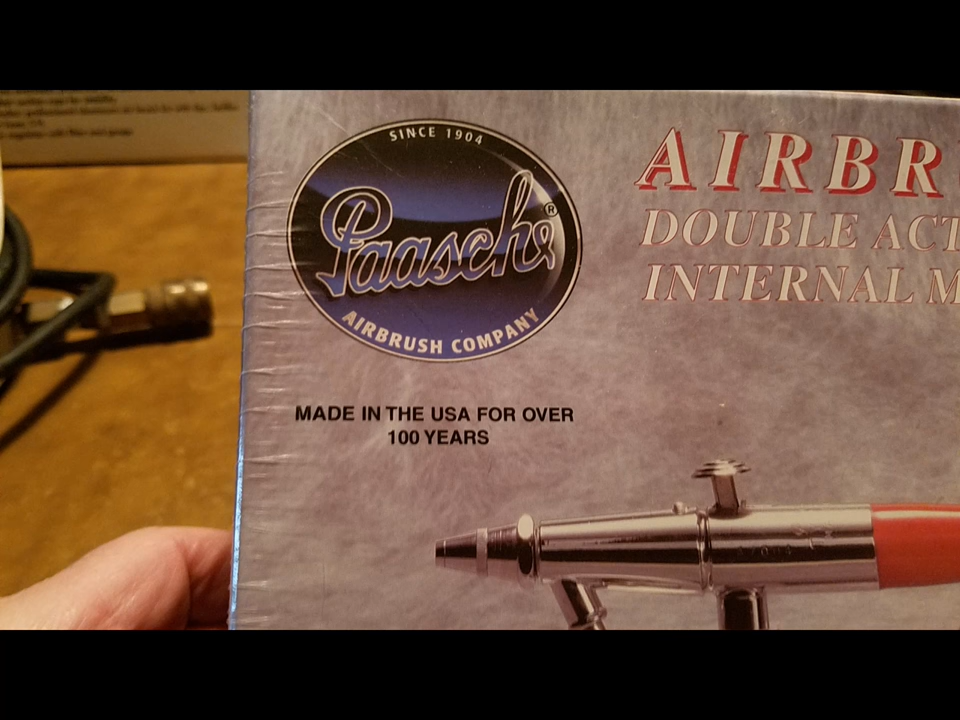 SINCE 1904
Paasche®
AIRBRUSH COMPANY
AIRBR
DOUBLE ACT
INTERNAL M
MADE IN THE USA FOR OVER
100 YEARS